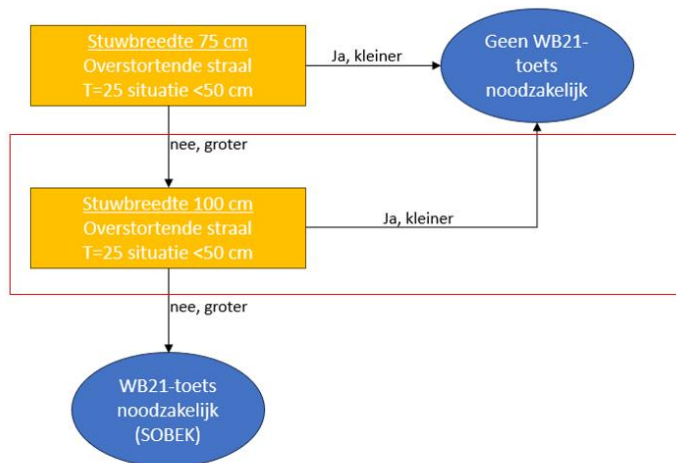 Stuwbreedte 75 cm
Overstortende straal
T=25 situatie <50 cm
Ja, kleiner
Geen WB21-
toets
noodzakelijk
nee, groter
Stuwbreedte 100 cm
Overstortende straal
T=25 situatie <50 cm
Ja, kleiner
nee, groter
WB21-toets
noodzakelijk
(SOBEK)